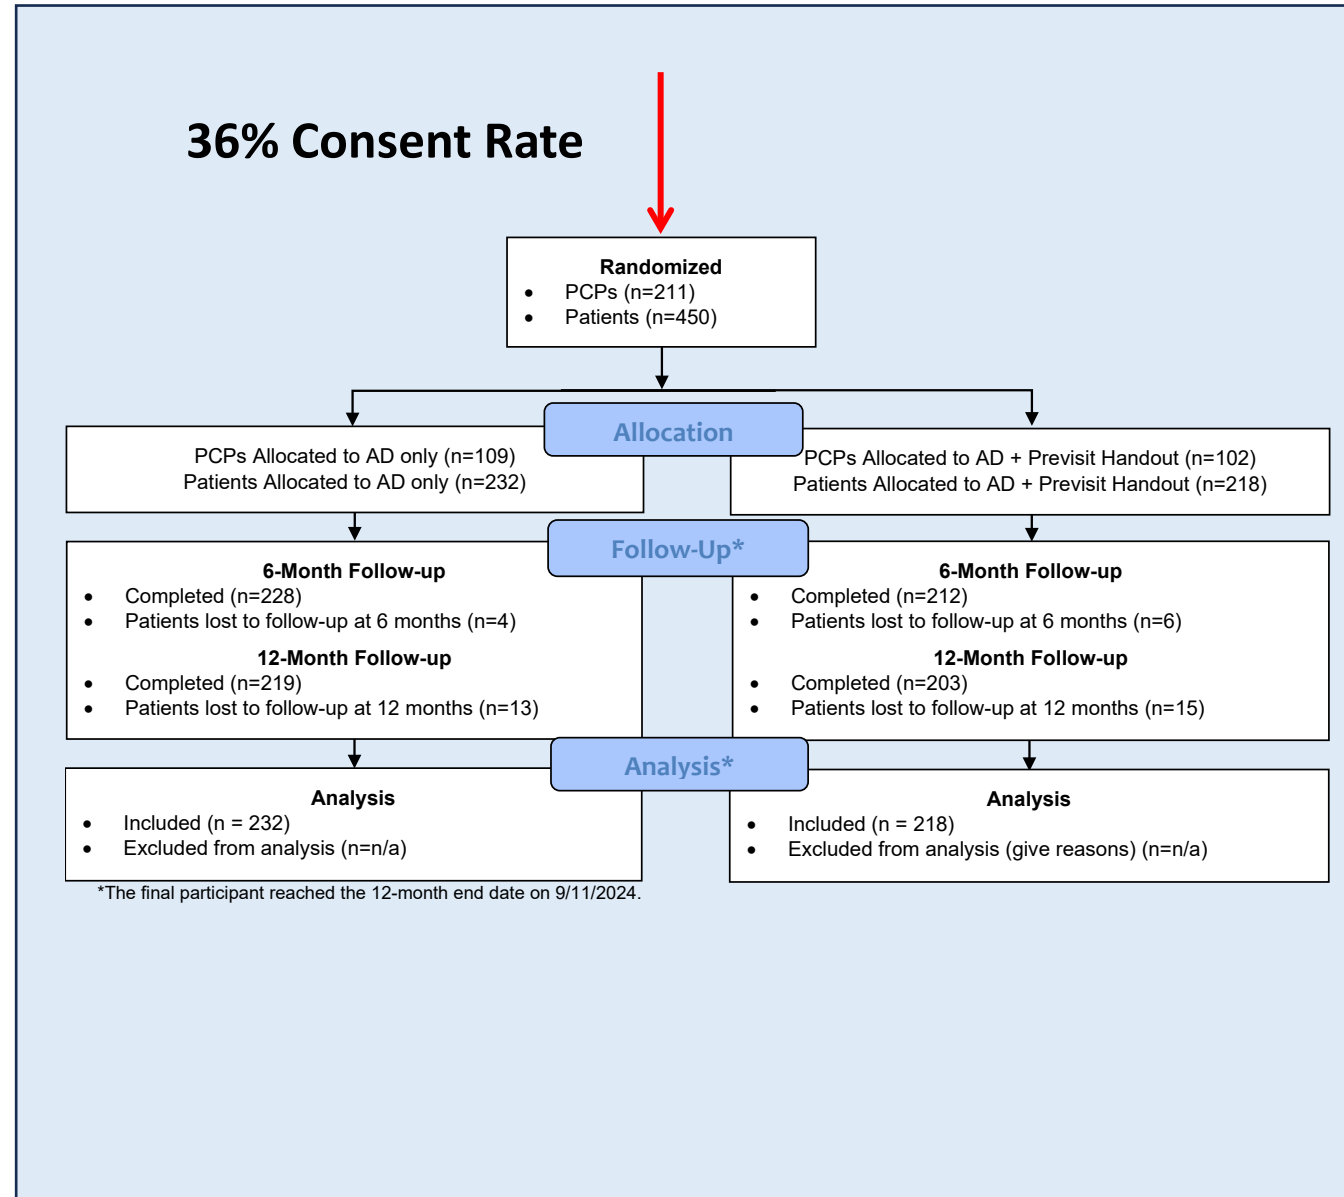 36% Consent Rate
Randomized
• PCPs (n=211)
• Patients (n=450)
Allocation
PCPs Allocated to AD only (n=109)
Patients Allocated to AD only (n=232)
PCPs Allocated to AD + Previsit Handout (n=102)
Patients Allocated to AD + Previsit Handout (n=218)
Follow-Up*
6-Month Follow-up
• Completed (n=228)
• Patients lost to follow-up at 6 months (n=4)
12-Month Follow-up
• Completed (n=219)
• Patients lost to follow-up at 12 months (n=13)
6-Month Follow-up
• Completed (n=212)
• Patients lost to follow-up at 6 months (n=6)
12-Month Follow-up
• Completed (n=203)
• Patients lost to follow-up at 12 months (n=15)
Analysis*
Analysis
• Included (n = 232)
• Excluded from analysis (n=n/a)
Analysis
• Included (n = 218)
• Excluded from analysis (give reasons) (n=n/a)
*The final participant reached the 12-month end date on 9/11/2024.